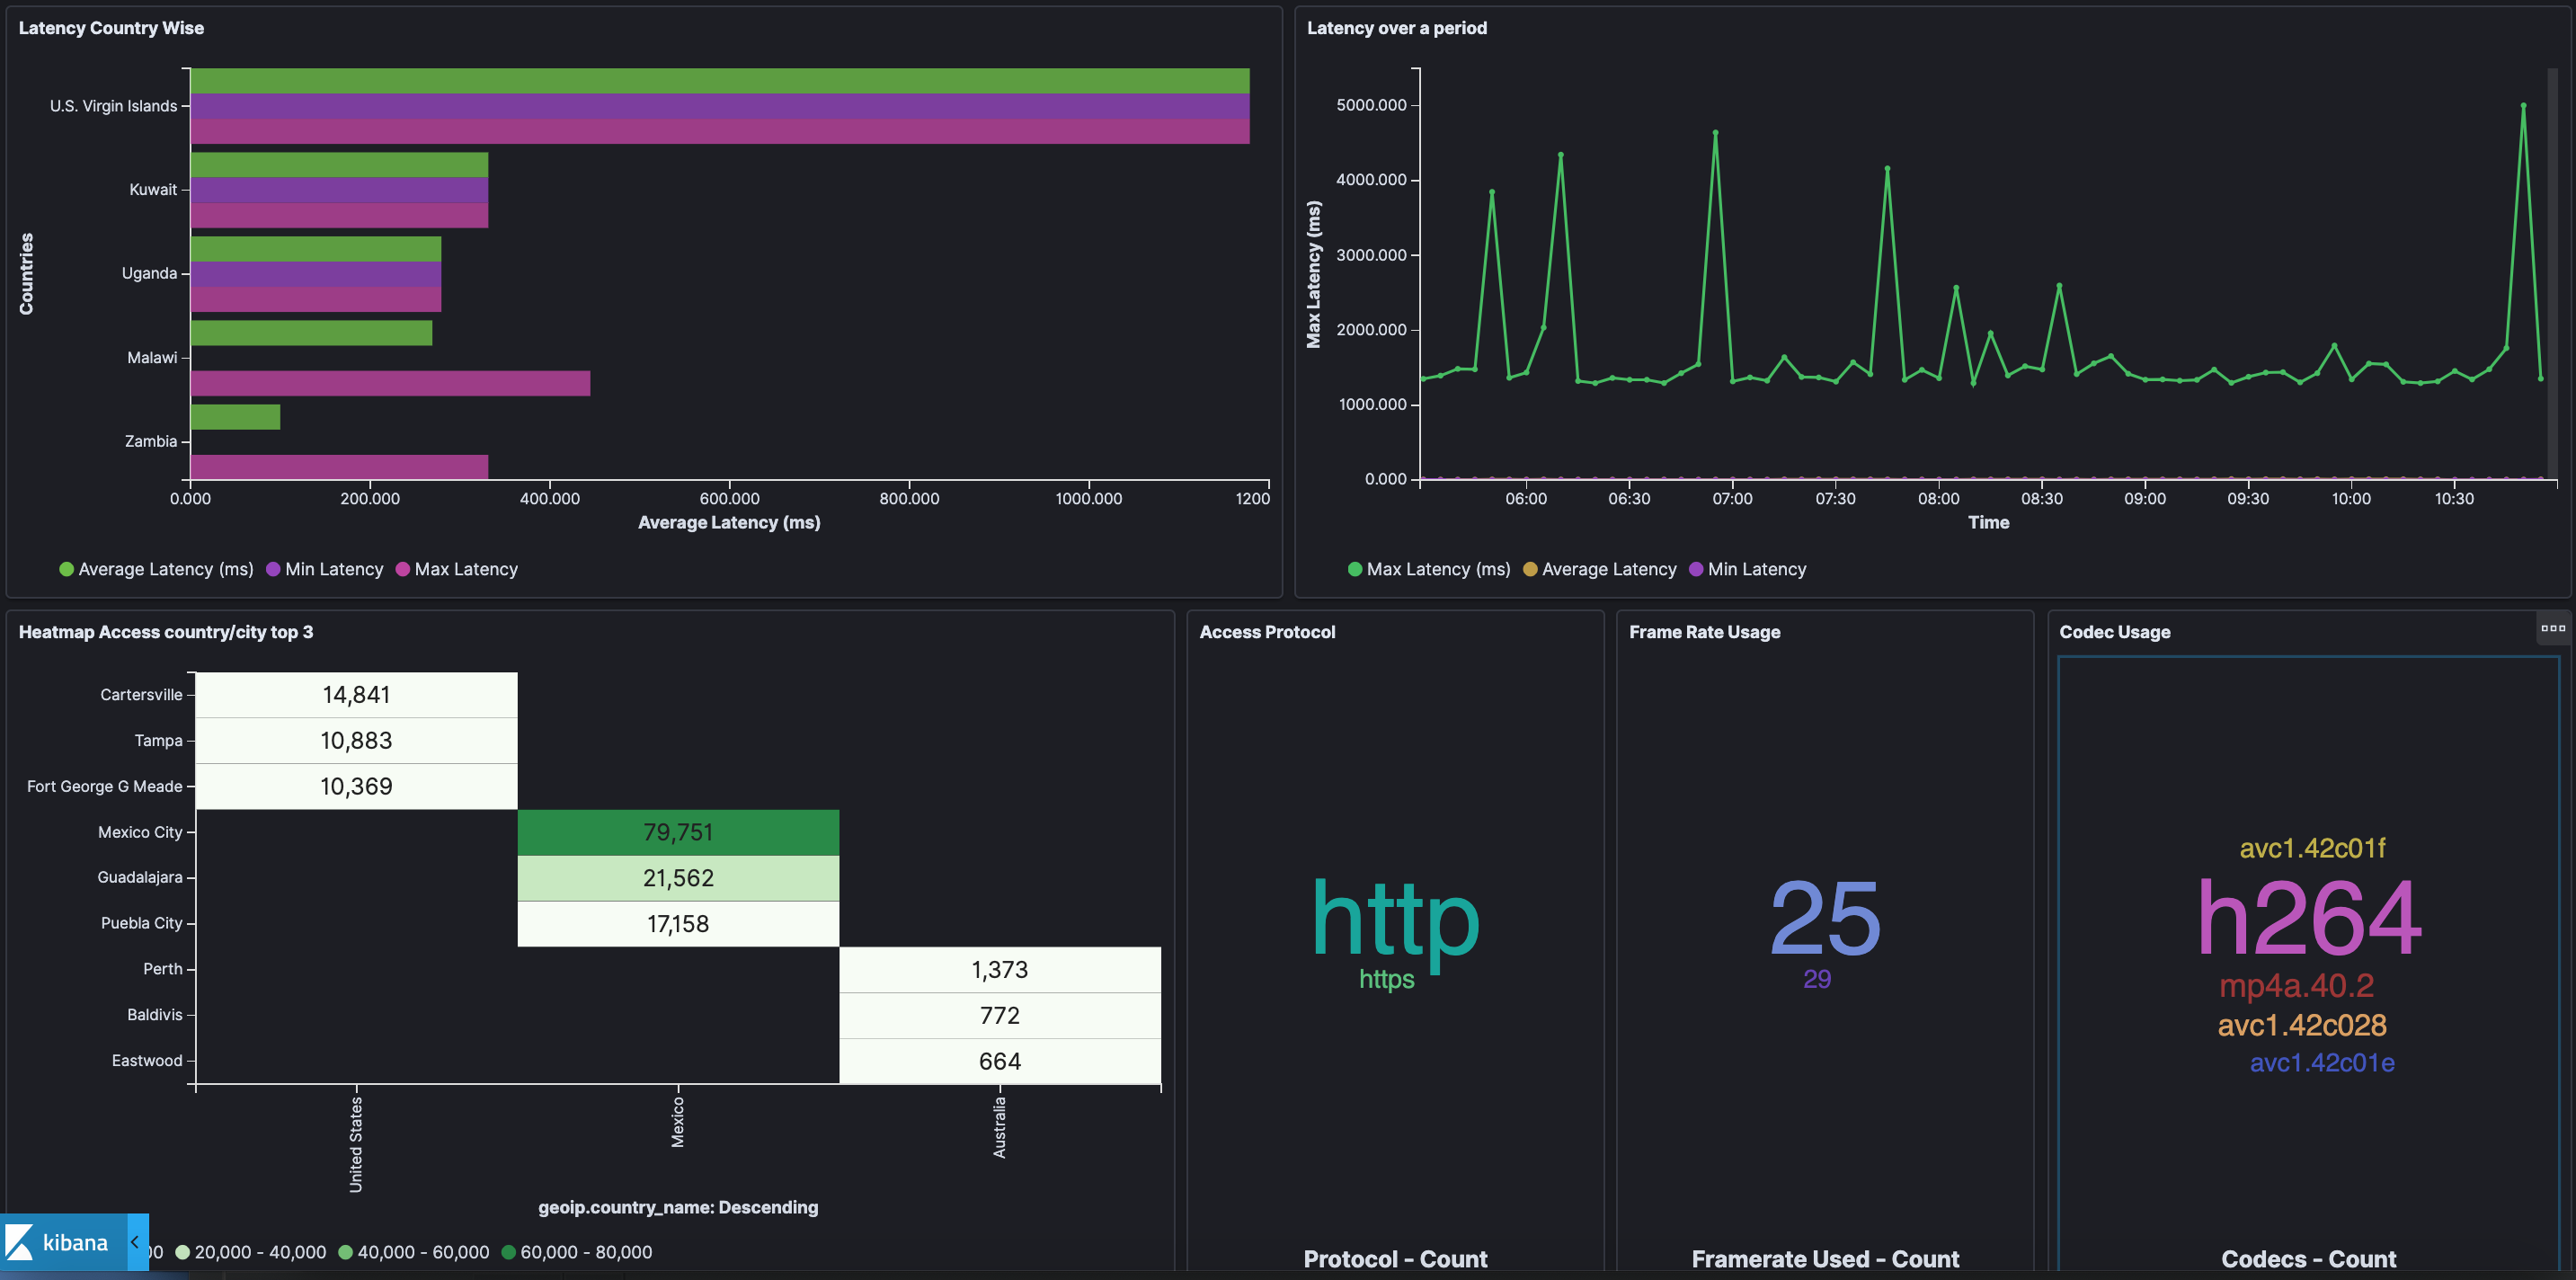 Latency Country Wise
Countries
U.S. Virgin Islands
Kuwait
Uganda
Malawi
Zambia
0.000 200.000 400.000 600.000 800.000 1000.000 1200
Average Latency (ms)
Average Latency (ms) Min Latency Max Latency
Latency over a period
Max Latency (ms)
5000.000
4000.000
3000.000
2000.000
1000.000
0.000
06:00 06:30 07:00 07:30 08:00 08:30 09:00 09:30 10:00 10:30
Time
Max Latency (ms) Average Latency Min Latency
Heatmap Access country/city top 3
Cartersville 14,841
Tampa 10,883
Fort George G Meade 10,369
Mexico City 79,751
Guadalajara 21,562
Puebla City 17,158
Perth 1,373
Baldivis 772
Eastwood 664
United States Mexico Australia
geoip.country_name: Descending
20,000 - 40,000 40,000 - 60,000 60,000 - 80,000
kibana
Access Protocol
http
https
Protocol - Count
Frame Rate Usage
25
29
Framerate Used - Count
Codec Usage
avc1.42c01f
h264
mp4a.40.2
avc1.42c028
avc1.42c01e
Codecs - Count